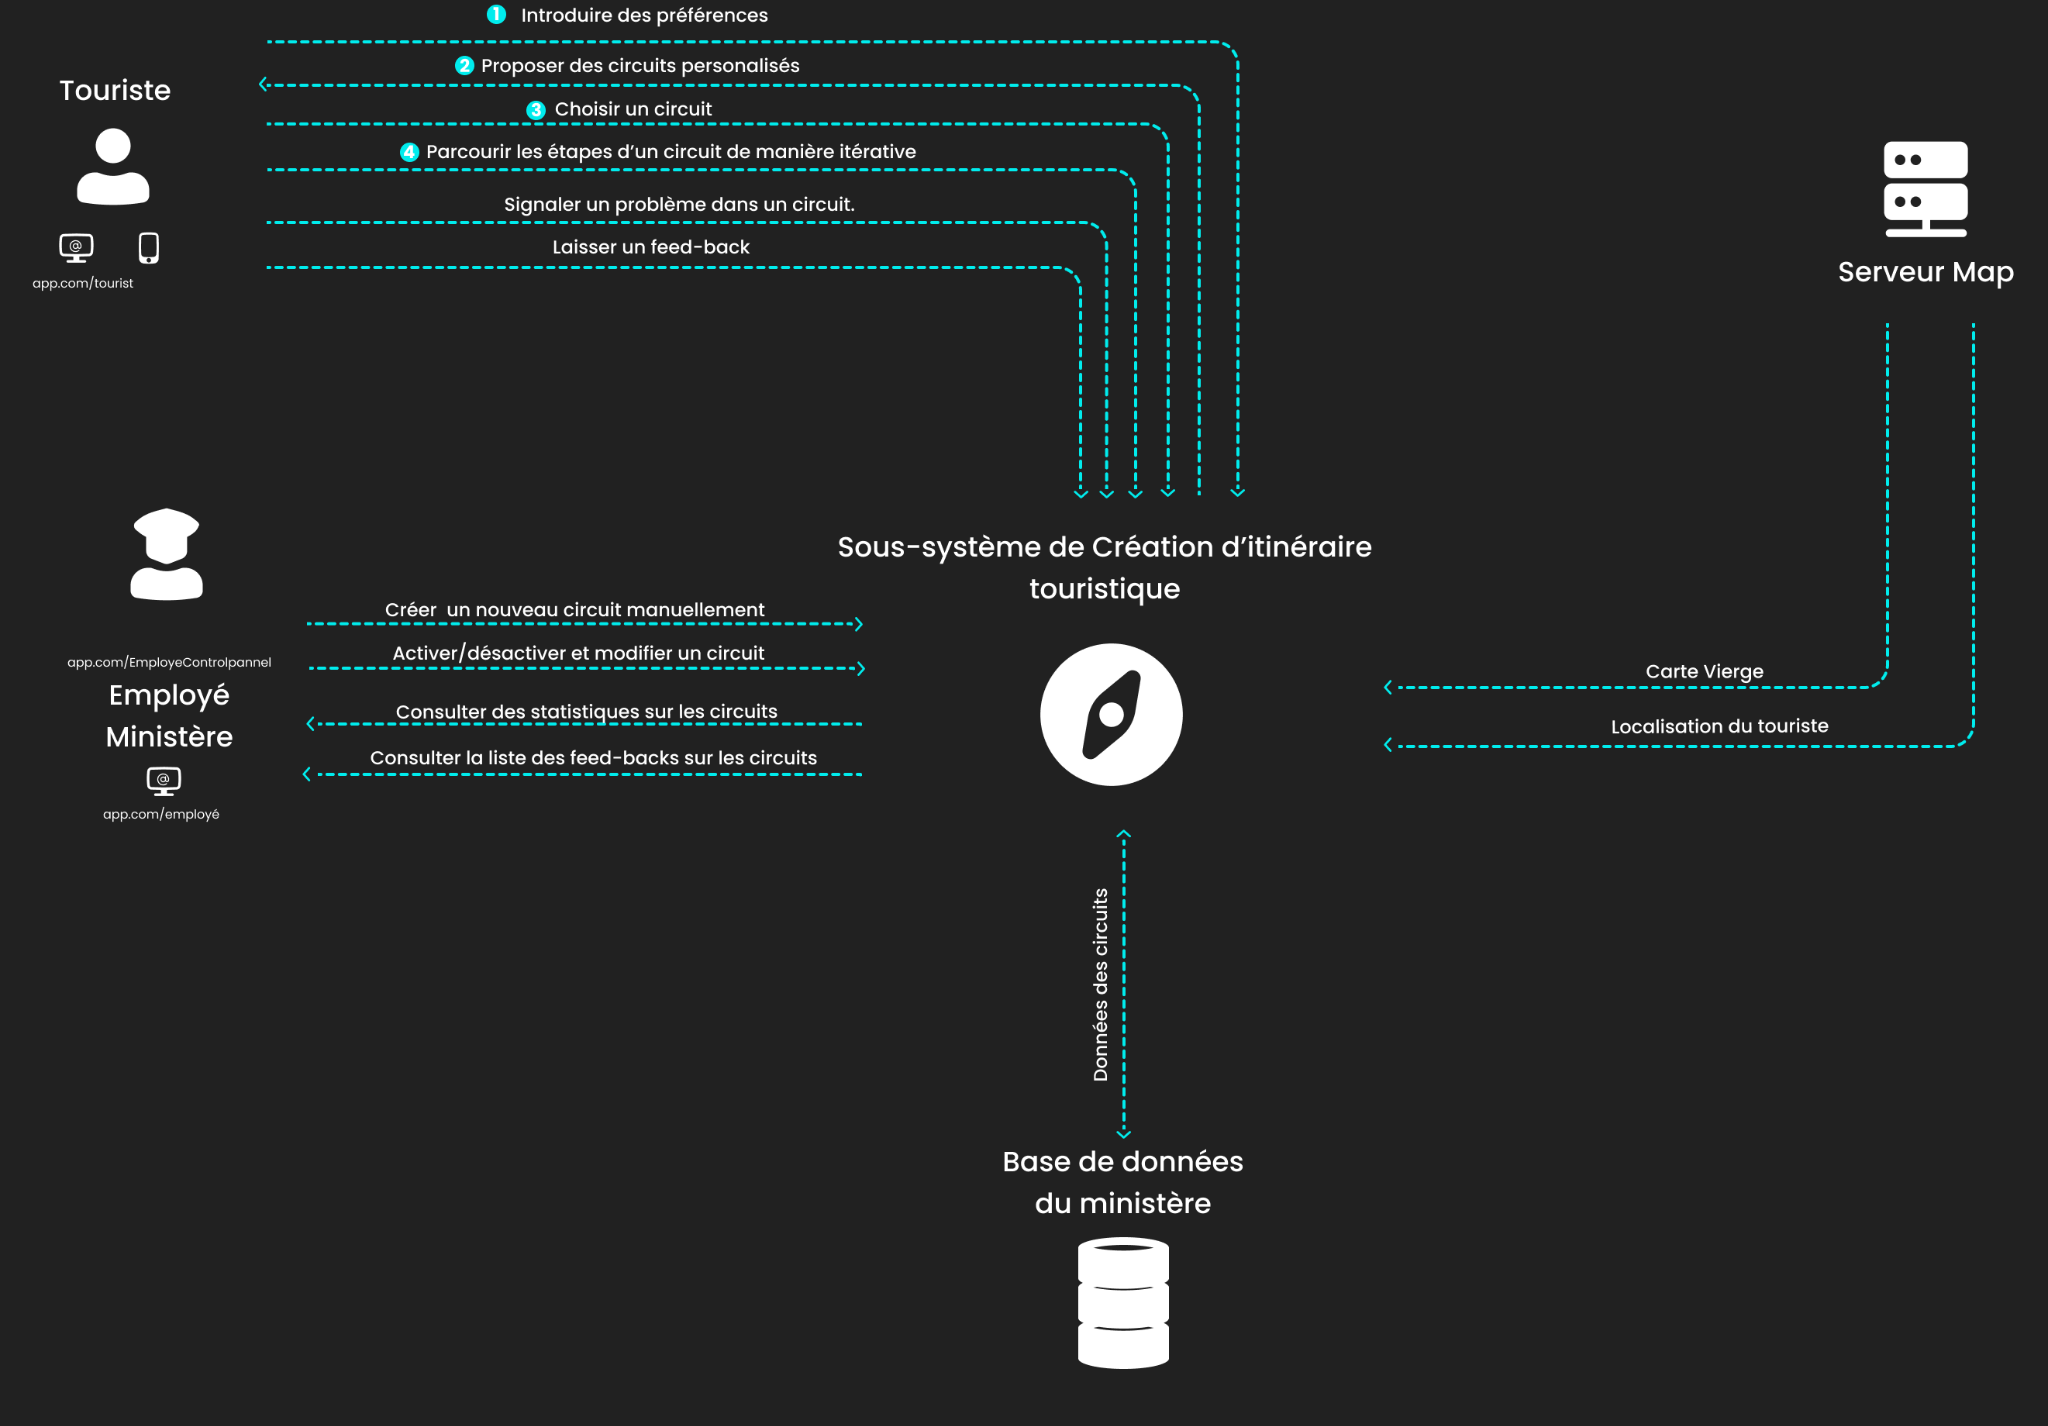 1 Introduire des préférences
2 Proposer des circuits personalisés
3 Choisir un circuit
4 Parcourir les étapes d’un circuit de manière itérative
Signaler un problème dans un circuit.
Laisser un feed-back
Touriste
@
app.com/tourist
Serveur Map
Sous-système de Création d’itinéraire
touristique
Créer un nouveau circuit manuellement
Activer/désactiver et modifier un circuit
Consulter des statistiques sur les circuits
Consulter la liste des feed-backs sur les circuits
app.com/EmployeControlpannel
Employé
Ministère
@
app.com/employé
Carte Vierge
Localisation du touriste
Données des circuits
Base de données
du ministère